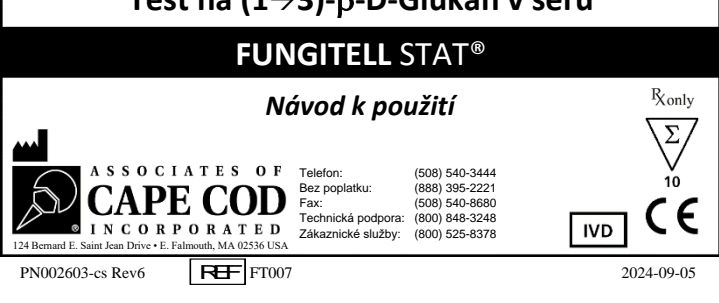 Test na (1→3)-β-D-Glukan v séru
FUNGITELL STAT®
Návod k použití
Rx only
Σ
10
ASSOCIATES OF
CAPE COD
®
INCORPORATED
124 Bernard E. Saint Jean Drive • E. Falmouth, MA 02536 USA
Telefon: (508) 540-3444
Bez poplatku: (888) 395-2221
Fax: (508) 540-8680
Technická podpora: (800) 848-3248
Zákaznické služby: (800) 525-8378
IVD
CE
PN002603-cs Rev6 REF FT007 2024-09-05